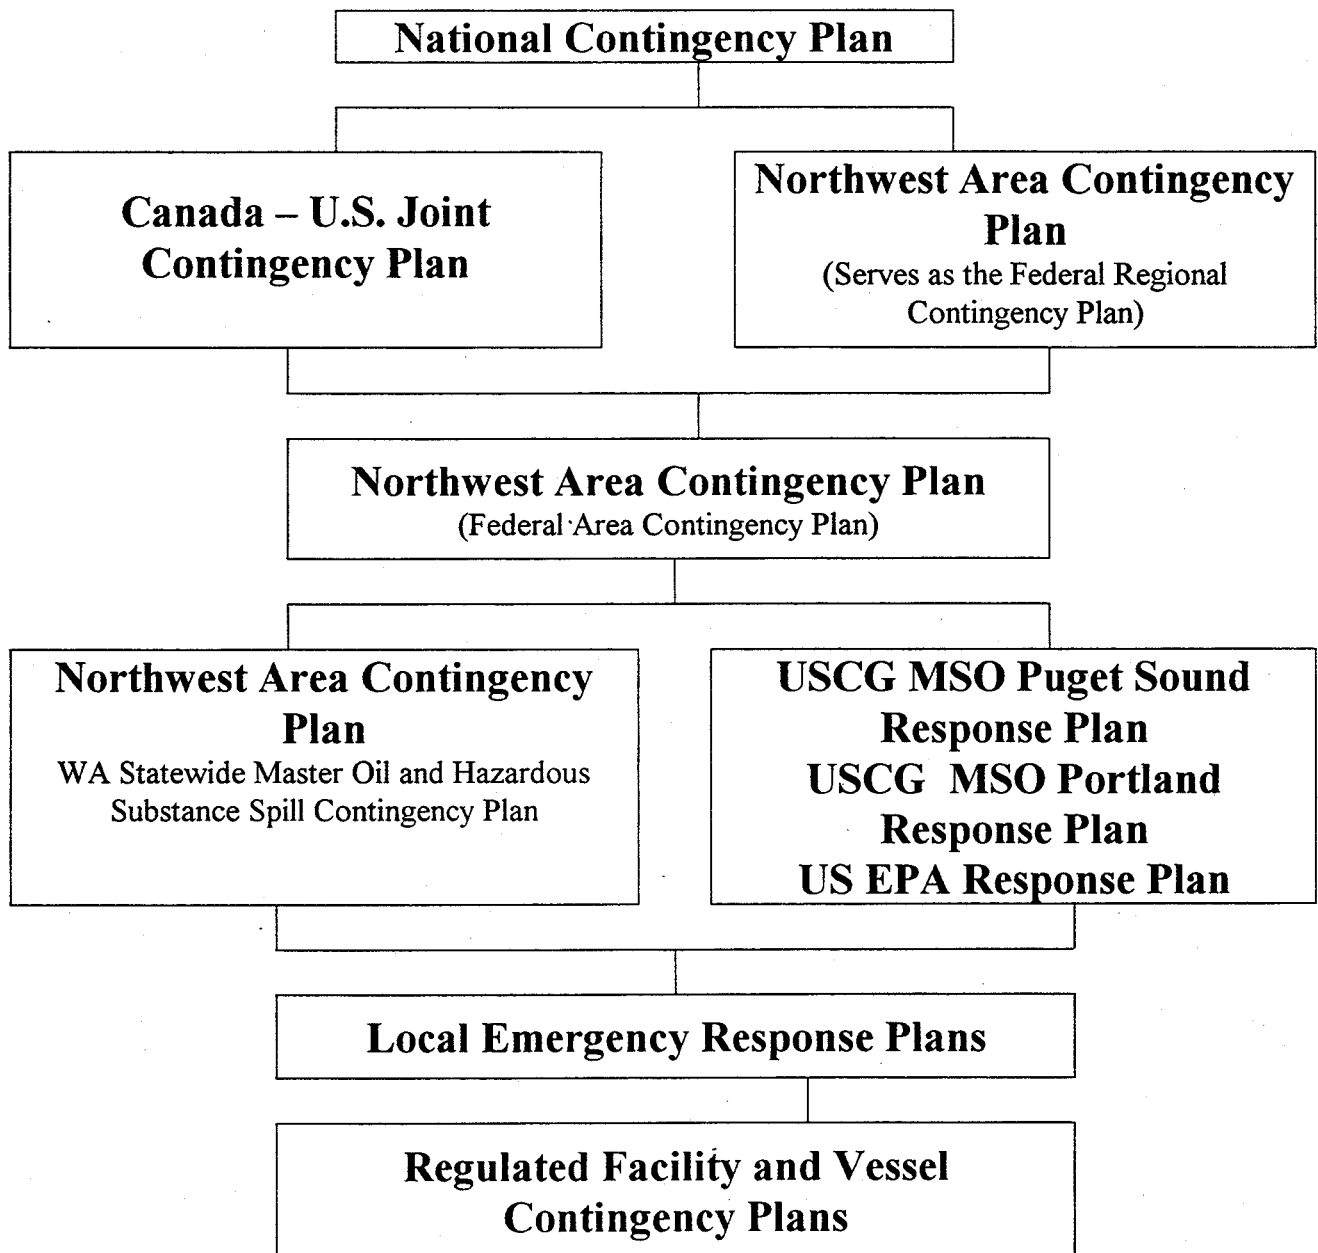 National Contingency Plan
Canada – U.S. Joint
Contingency Plan
Northwest Area Contingency
Plan
(Serves as the Federal Regional
Contingency Plan)
Northwest Area Contingency Plan
(Federal Area Contingency Plan)
Northwest Area Contingency
Plan
WA Statewide Master Oil and Hazardous
Substance Spill Contingency Plan
USCG MSO Puget Sound
Response Plan
USCG MSO Portland
Response Plan
US EPA Response Plan
Local Emergency Response Plans
Regulated Facility and Vessel
Contingency Plans